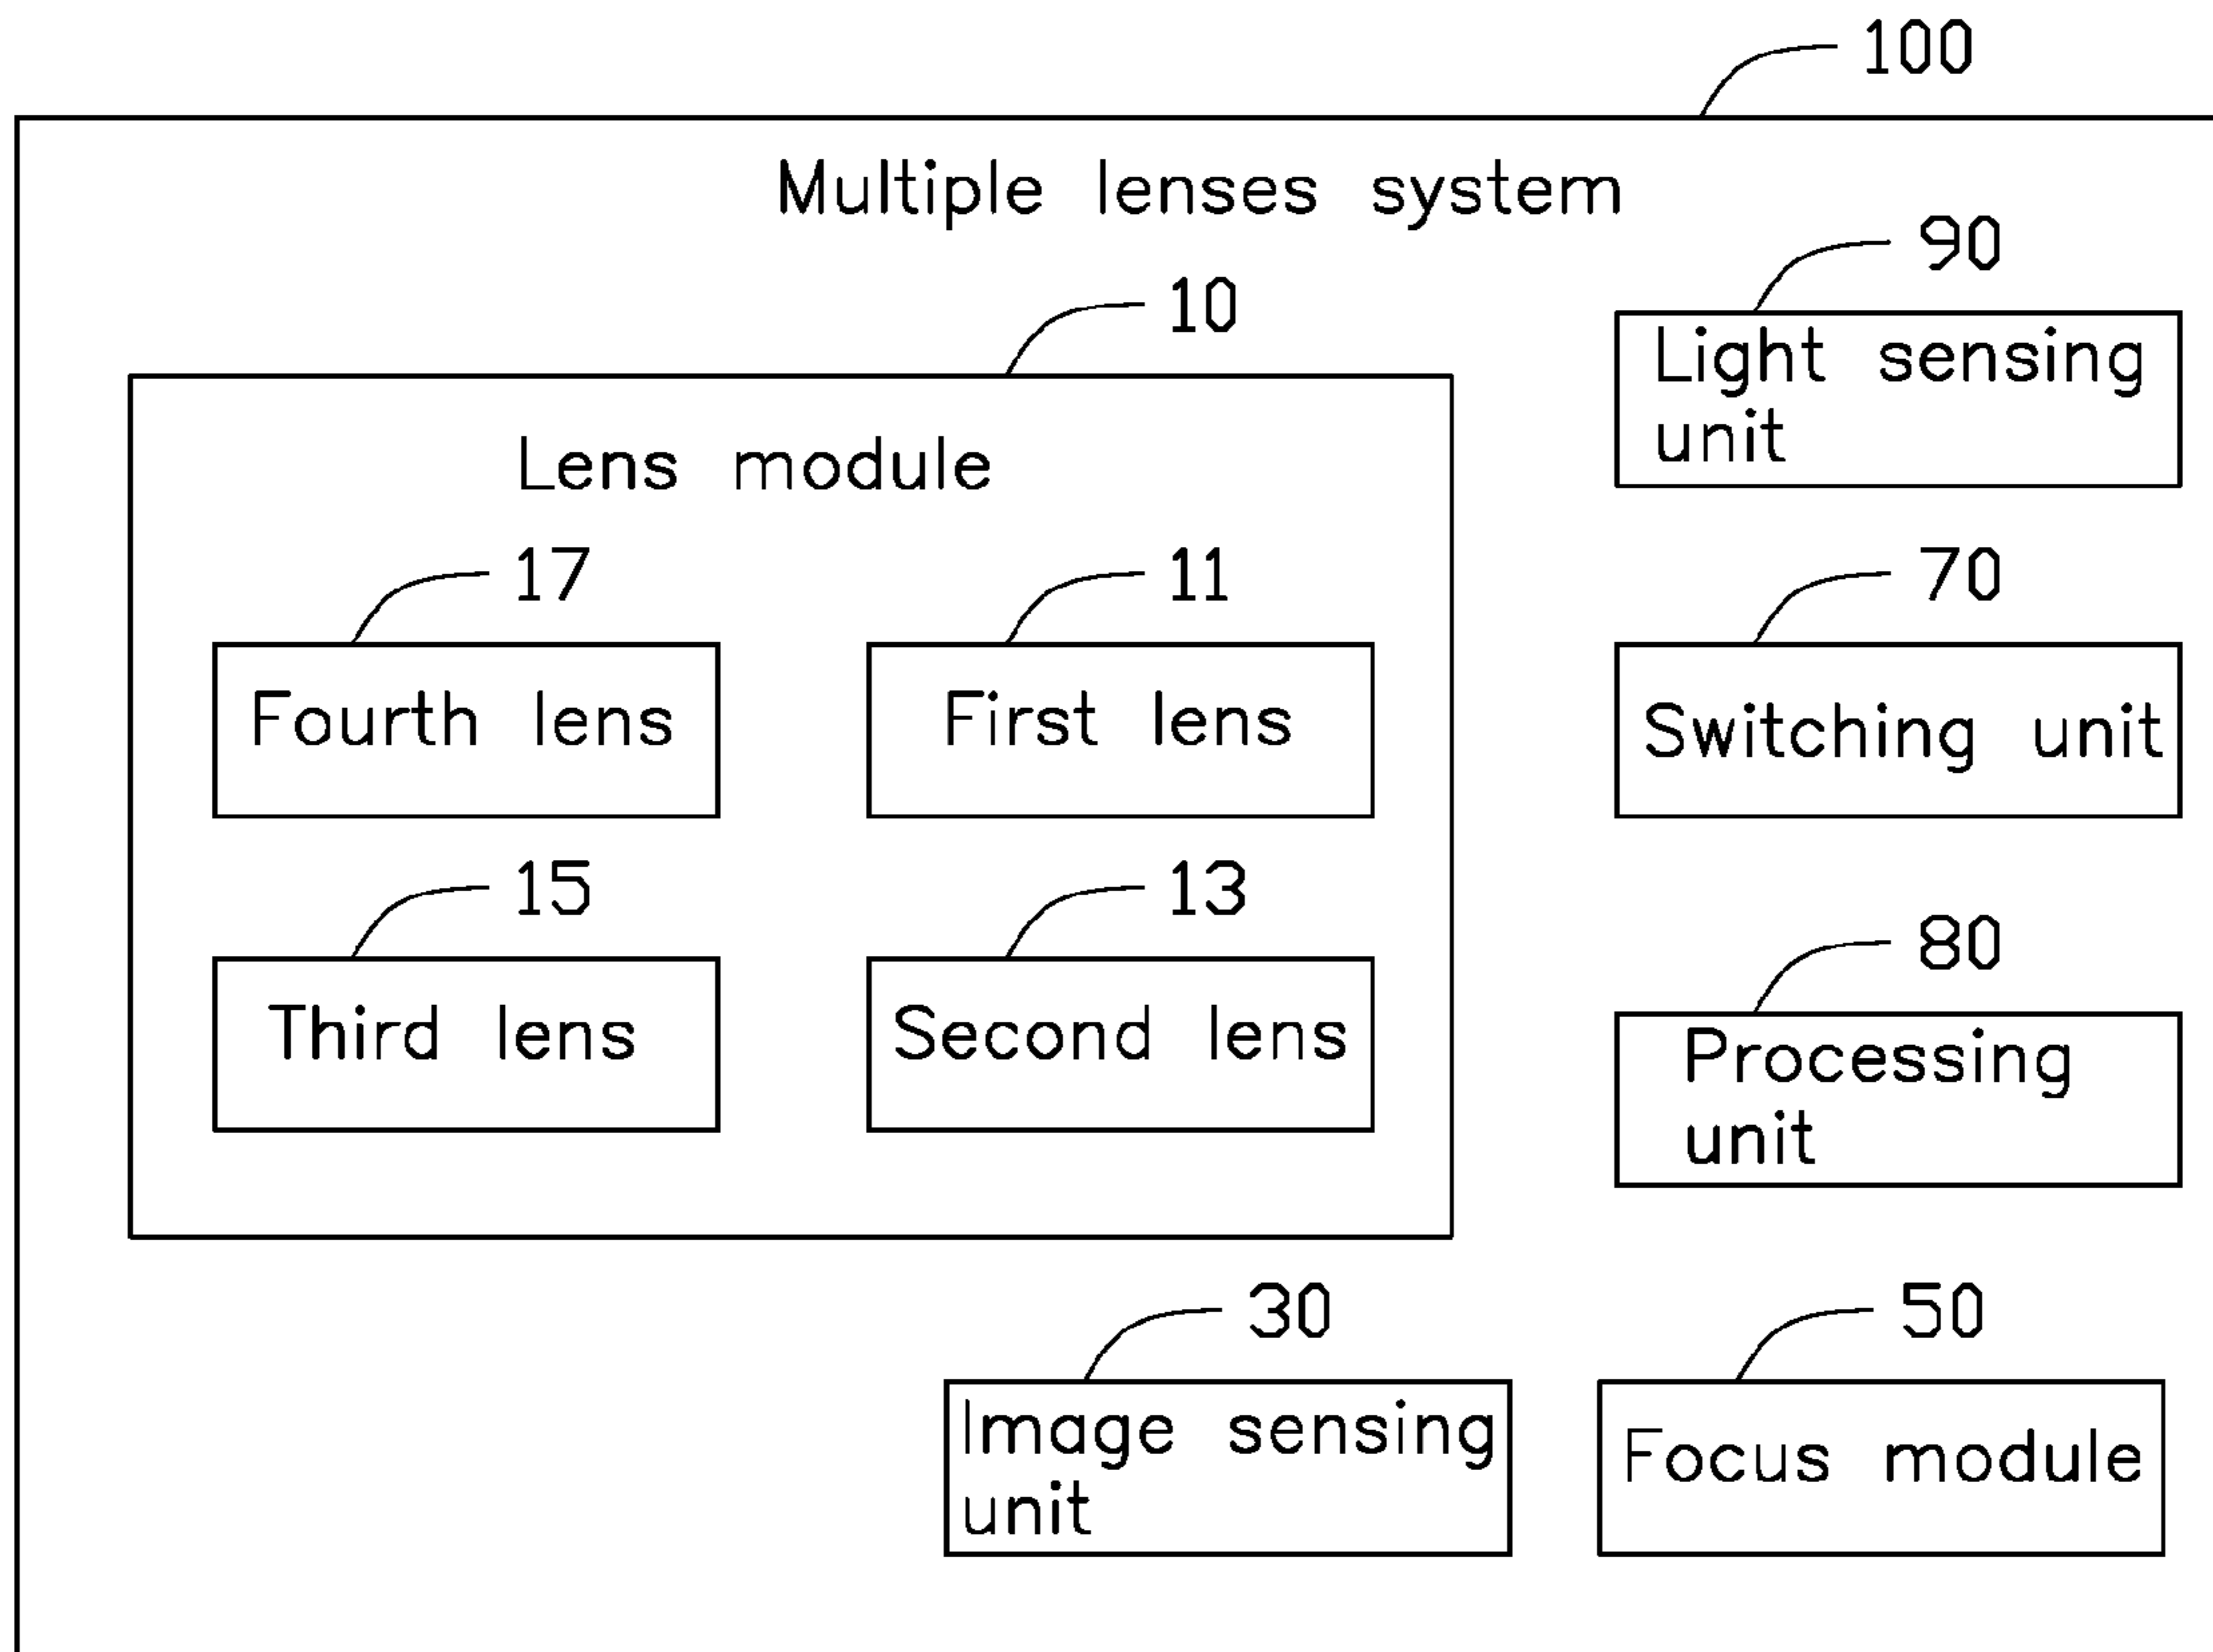 100
Multiple lenses system
90
10
Light sensing
unit
Lens module
17
11
70
Fourth lens
First lens
Switching unit
15
13
80
Third lens
Second lens
Processing
unit
30
50
Image sensing
unit
Focus module